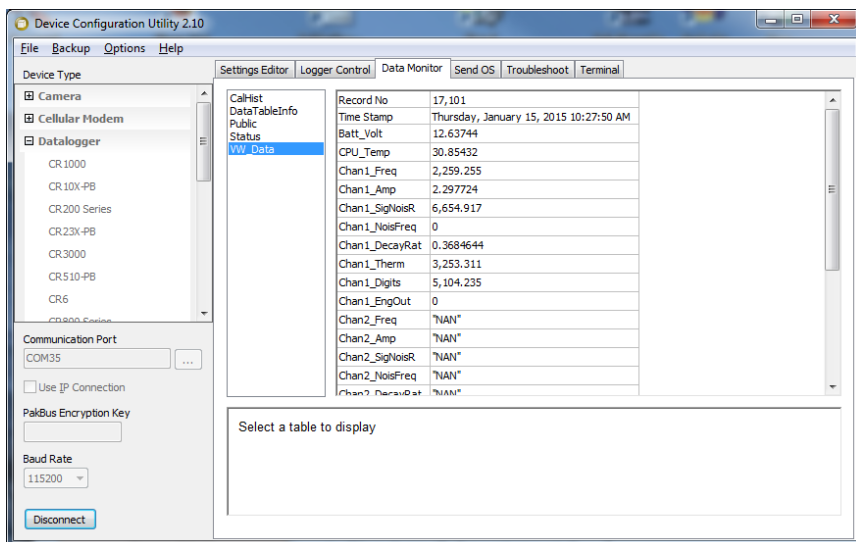 Device Configuration Utility 2.10
File Backup Options Help
Device Type
Camera
Cellular Modem
Datalogger
CR1000
CR10X-PB
CR200 Series
CR23X-PB
CR3000
CR510-PB
CR6
CR800 Series
Communication Port
COM35
...
Use IP Connection
PakBus Encryption Key
Baud Rate
115200
Disconnect
Settings Editor Logger Control Data Monitor Send OS Troubleshoot Terminal
CalHist
DataTableInfo
Public
Status
VW_Data
Record No 17,101
Time Stamp Thursday, January 15, 2015 10:27:50 AM
Batt_Volt 12.63744
CPU_Temp 30.85432
Chan1_Freq 2,259.255
Chan1_Amp 2.297724
Chan1_SigNoisR 6,654.917
Chan1_NoisFreq 0
Chan1_DecayRat 0.3684644
Chan1_Therm 3,253.311
Chan1_Digits 5,104.235
Chan1_EngOut 0
Chan2_Freq "NAN"
Chan2_Amp "NAN"
Chan2_SigNoisR "NAN"
Chan2_NoisFreq "NAN"
Chan2_DecayRat "NAN"
Select a table to display